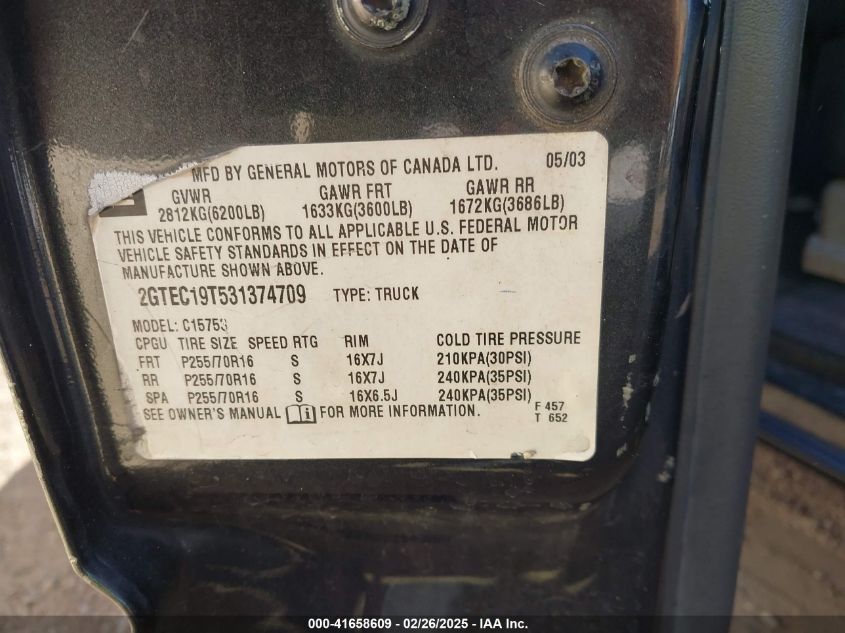 MFD BY GENERAL MOTORS OF CANADA LTD. 05/03
GVWR GAWR FRT GAWR RR
2812KG(6200LB) 1633KG(3600LB) 1672KG(3686LB)
THIS VEHICLE CONFORMS TO ALL APPLICABLE U.S. FEDERAL MOTOR
VEHICLE SAFETY STANDARDS IN EFFECT ON THE DATE OF
MANUFACTURE SHOWN ABOVE.
2GTEC19T531374709 TYPE: TRUCK
MODEL: C15753
CPGU TIRE SIZE SPEED RTG RIM COLD TIRE PRESSURE
FRT P255/70R16 S 16X7J 210KPA(30PSI)
RR P255/70R16 S 16X7J 240KPA(35PSI)
SPA P255/70R16 S 16X6.5J 240KPA(35PSI)
SEE OWNER'S MANUAL FOR MORE INFORMATION.
F 457
T 652
000-41658609 - 02/26/2025 - IAA Inc.